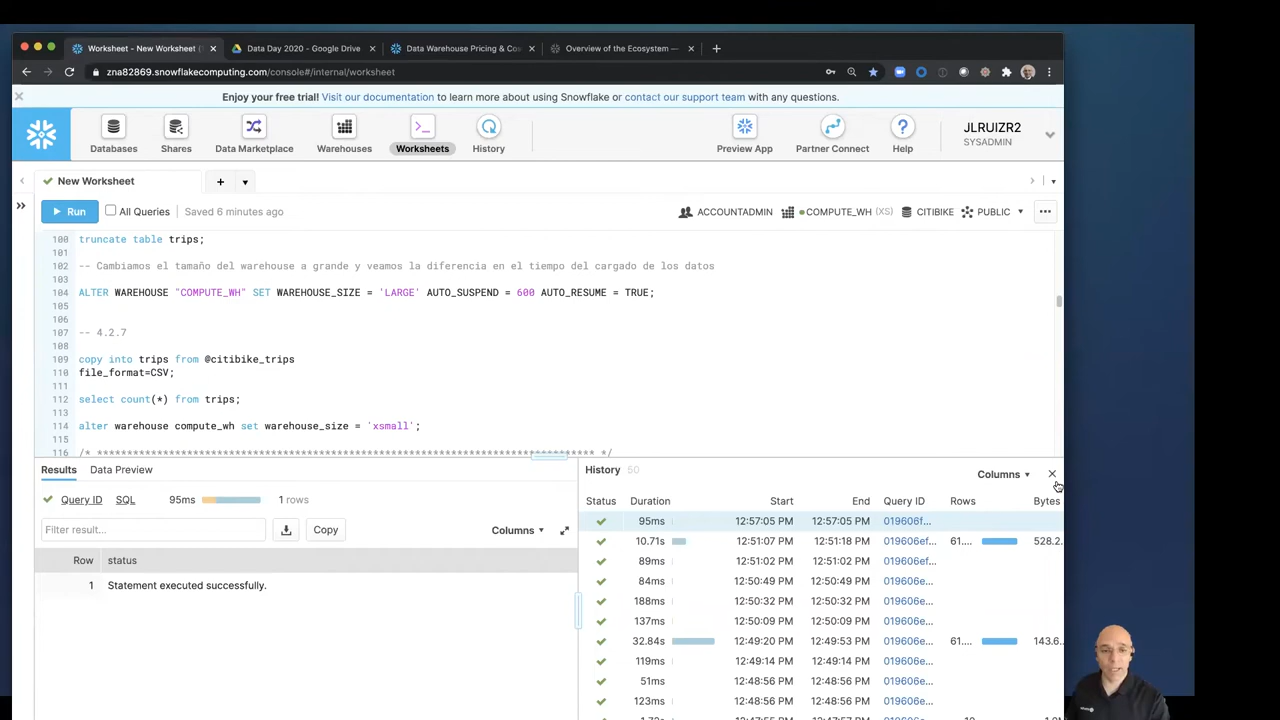 Worksheet - New Worksheet (
Data Day 2020 - Google Drive
Data Warehouse Pricing & Co
Overview of the Ecosystem —
zna82869.snowflakecomputing.com/console#/internal/worksheet
Enjoy your free trial! Visit our documentation to learn more about using Snowflake or contact our support team with any questions.
Databases
Shares
Data Marketplace
Warehouses
Worksheets
History
Preview App
Partner Connect
Help
JLRUIZR2
SYSADMIN
New Worksheet
Run
All Queries
Saved 6 minutes ago
ACCOUNTADMIN
COMPUTE_WH (XS)
CITIBIKE
PUBLIC
100 truncate table trips;
101
102 -- Cambiamos el tamaño del warehouse a grande y veamos la diferencia en el tiempo del cargado de los datos
103
104 ALTER WAREHOUSE "COMPUTE_WH" SET WAREHOUSE_SIZE = 'LARGE' AUTO_SUSPEND = 600 AUTO_RESUME = TRUE;
105
106
107 -- 4.2.7
108
109 copy into trips from @citibike_trips
110 file_format=CSV;
111
112 select count(*) from trips;
113
114 alter warehouse compute_wh set warehouse_size = 'xsmall';
115
116
Results
Data Preview
Query ID
SQL
95ms
1 rows
Filter result...
Copy
Columns
Row status
1 Statement executed successfully.
History 50
Columns
Status Duration Start End Query ID Rows Bytes
95ms 12:57:05 PM 12:57:05 PM 019606f...
10.71s 12:51:07 PM 12:51:18 PM 019606ef... 61.... 528.2..
89ms 12:51:02 PM 12:51:02 PM 019606ef...
84ms 12:50:49 PM 12:50:49 PM 019606e...
188ms 12:50:32 PM 12:50:32 PM 019606e...
137ms 12:50:09 PM 12:50:09 PM 019606e...
32.84s 12:49:20 PM 12:49:53 PM 019606e... 61.... 143.6..
119ms 12:49:14 PM 12:49:14 PM 019606e...
51ms 12:48:56 PM 12:48:56 PM 019606e...
123ms 12:48:56 PM 12:48:56 PM 019606e...